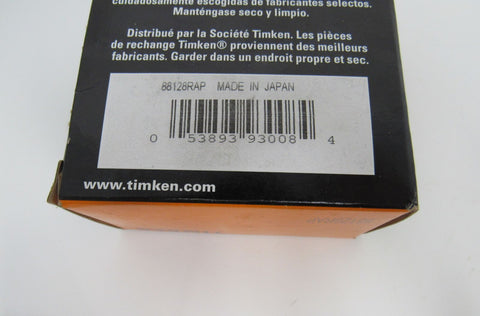 cuidadosamente escogidas de fabricantes selectos.
Manténgase seco y limpio.
Distribué par la Société Timken. Les pièces
de rechange Timken® proviennent des meilleurs
fabricants. Garder dans un endroit propre et sec.
88128RAP MADE IN JAPAN
0 53893 93008 4
www.timken.com